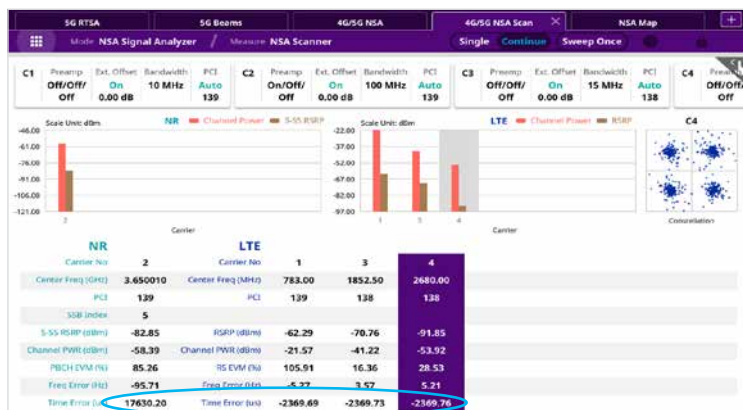 5G RTSA 5G Beams 4G/5G NSA 4G/5G NSA Scan NSA Map
Mode NSA Signal Analyzer / Measure NSA Scanner Single Continue Sweep Once
C1 Preamp Ext. Offset Bandwidth PCI C2 Preamp Ext. Offset Bandwidth PCI C3 Preamp Ext. Offset Bandwidth PCI C4 Preamp
Off/Off/ On 10 MHz Auto On/Off/ On 100 MHz Auto Off/Off/ On 15 MHz Auto Off/Off/
Off 0.00 dB 139 Off 0.00 dB 139 Off 0.00 dB 138 Off
Scale Unit: dBm NR Channel Power S-SS RSRP Scale Unit: dBm LTE Channel Power RSRP C4
-46.00 -22.00
-61.00 -37.00
-76.00 -52.00
-91.00 -67.00
-106.00 -82.00
-121.00 -97.00
2 1 3 4
Carrier Carrier Constellation
NR LTE
Carrier No 2 Carrier No 1 3 4
Center Freq (GHz) 3.650010 Center Freq (MHz) 783.00 1852.50 2680.00
PCI 139 PCI 139 138 138
SSB Index 5
S-SS RSRP (dBm) -82.85 RSRP (dBm) -62.29 -70.76 -91.85
Channel PWR (dBm) -58.39 Channel PWR (dBm) -21.57 -41.22 -53.92
PBCH EVM (%) 85.26 RS EVM (%) 105.91 16.36 28.53
Freq Error (Hz) -95.71 Freq Error (Hz) -5.27 3.57 5.21
Time Error (us) 17630.20 Time Error (us) -2369.69 -2369.73 -2369.76